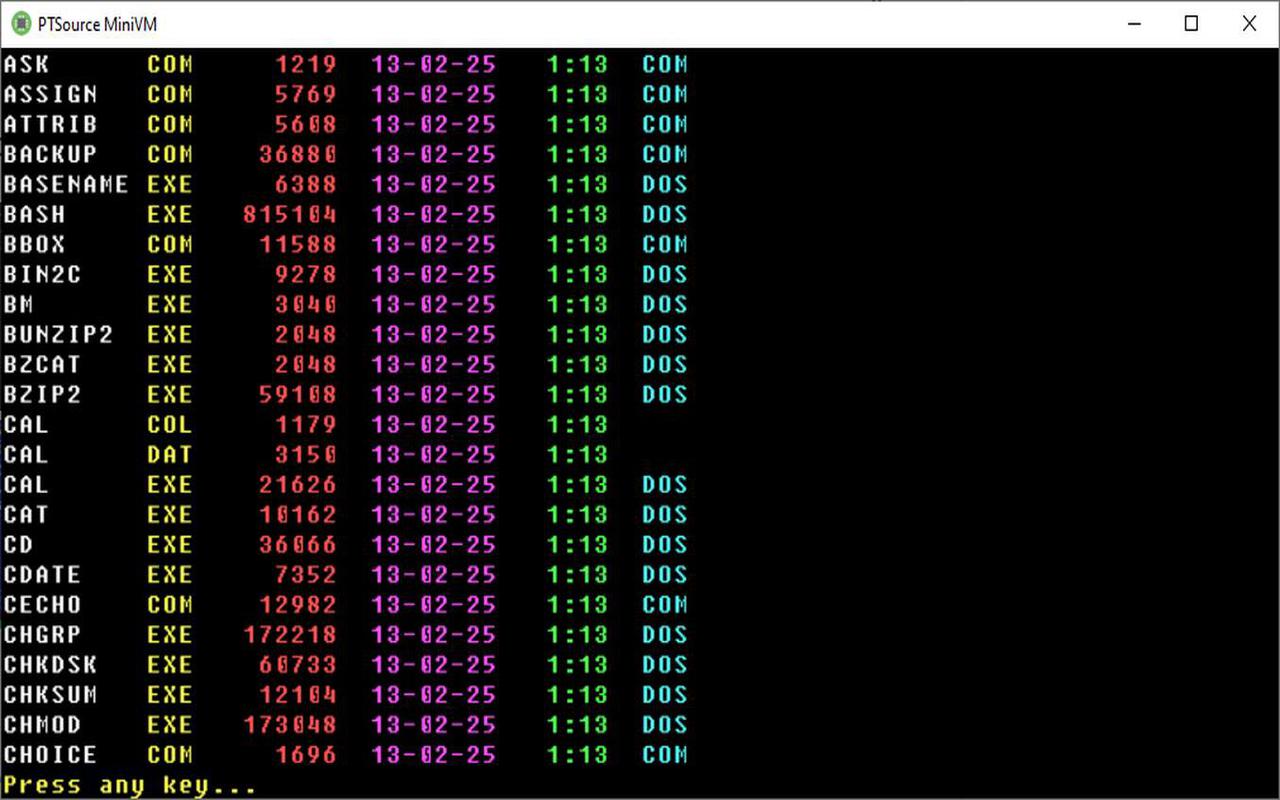 PTSource MiniVM
ASK COM 1219 13-02-25 1:13 COM
ASSIGN COM 5769 13-02-25 1:13 COM
ATTRIB COM 5608 13-02-25 1:13 COM
BACKUP COM 36880 13-02-25 1:13 COM
BASENAME EXE 6388 13-02-25 1:13 DOS
BASH EXE 815104 13-02-25 1:13 DOS
BBOX COM 11588 13-02-25 1:13 COM
BIN2C EXE 9278 13-02-25 1:13 DOS
BM EXE 3040 13-02-25 1:13 DOS
BUNZIP2 EXE 2048 13-02-25 1:13 DOS
BZCAT EXE 2048 13-02-25 1:13 DOS
BZIP2 EXE 59108 13-02-25 1:13 DOS
CAL COL 1179 13-02-25 1:13
CAL DAT 3150 13-02-25 1:13
CAL EXE 21626 13-02-25 1:13 DOS
CAT EXE 10162 13-02-25 1:13 DOS
CD EXE 36066 13-02-25 1:13 DOS
CDATE EXE 7352 13-02-25 1:13 DOS
CECHO COM 12982 13-02-25 1:13 COM
CHGRP EXE 172218 13-02-25 1:13 DOS
CHKDSK EXE 60733 13-02-25 1:13 DOS
CHKSUM EXE 12104 13-02-25 1:13 DOS
CHMOD EXE 173048 13-02-25 1:13 DOS
CHOICE COM 1696 13-02-25 1:13 COM
Press any key...